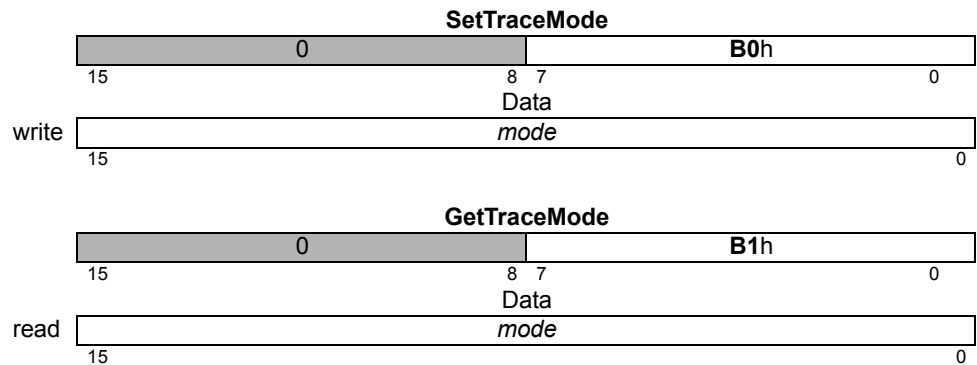 SetTraceMode
0 B0h
15 8 7 0
Data
write mode
15 0
GetTraceMode
0 B1h
15 8 7 0
Data
read mode
15 0